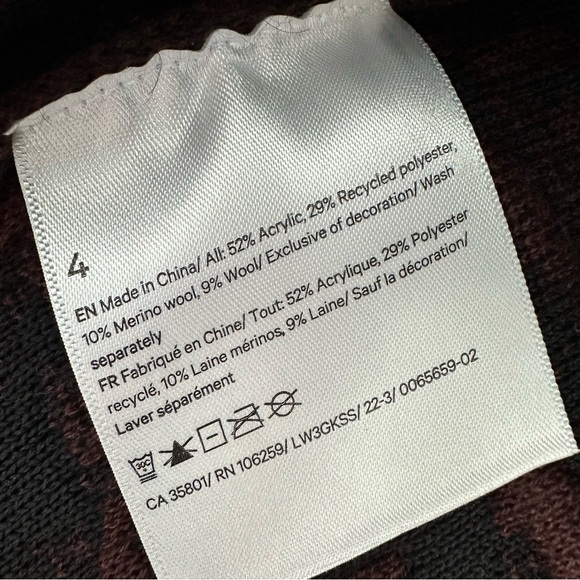 4
EN Made in China/ All: 52% Acrylic, 29% Recycled polyester,
10% Merino wool, 9% Wool/ Exclusive of decoration/ Wash
separately
FR Fabriqué en Chine/ Tout: 52% Acrylique, 29% Polyester
recyclé, 10% Laine mérinos, 9% Laine/ Sauf la décoration/
Laver séparément
30C
CA 35801/ RN 106259/ LW3GKSS/ 22-3/ 0065659-02